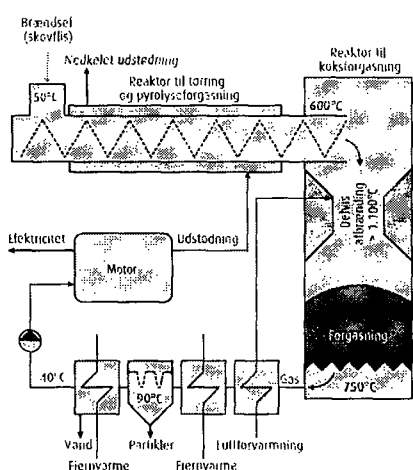 Brændsel
(skovflis)
Nedkølet udstødning
Reaktor til tørring
og pyrolyseforgasning
Reaktor til
koksforgasning
50°C
600°C
Delvis
afbrænding
> 1.100°C
Elektricitet
Udstødning
Motor
Forgasning
40°C
90°C
Gas
750°C
Vand
Partikler
Luftforvarmning
Fjernvarme
Fjernvarme